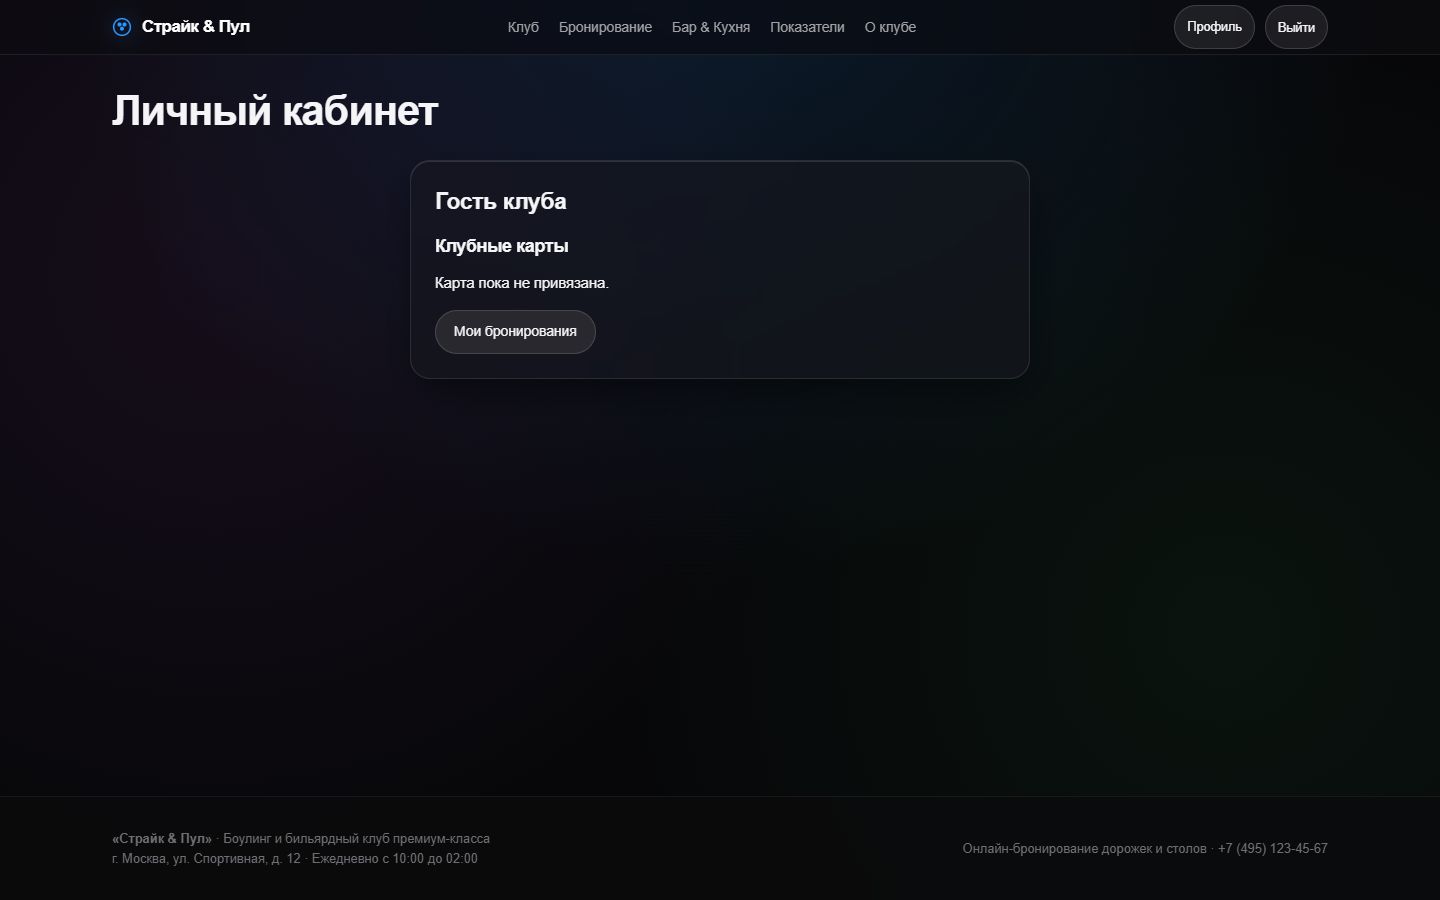 Страйк & Пул
Клуб
Бронирование
Бар & Кухня
Показатели
О клубе
Профиль
Выйти
Личный кабинет
Гость клуба
Клубные карты
Карта пока не привязана.
Мои бронирования
«Страйк & Пул» · Боулинг и бильярдный клуб премиум-класса
г. Москва, ул. Спортивная, д. 12 · Ежедневно с 10:00 до 02:00
Онлайн-бронирование дорожек и столов · +7 (495) 123-45-67